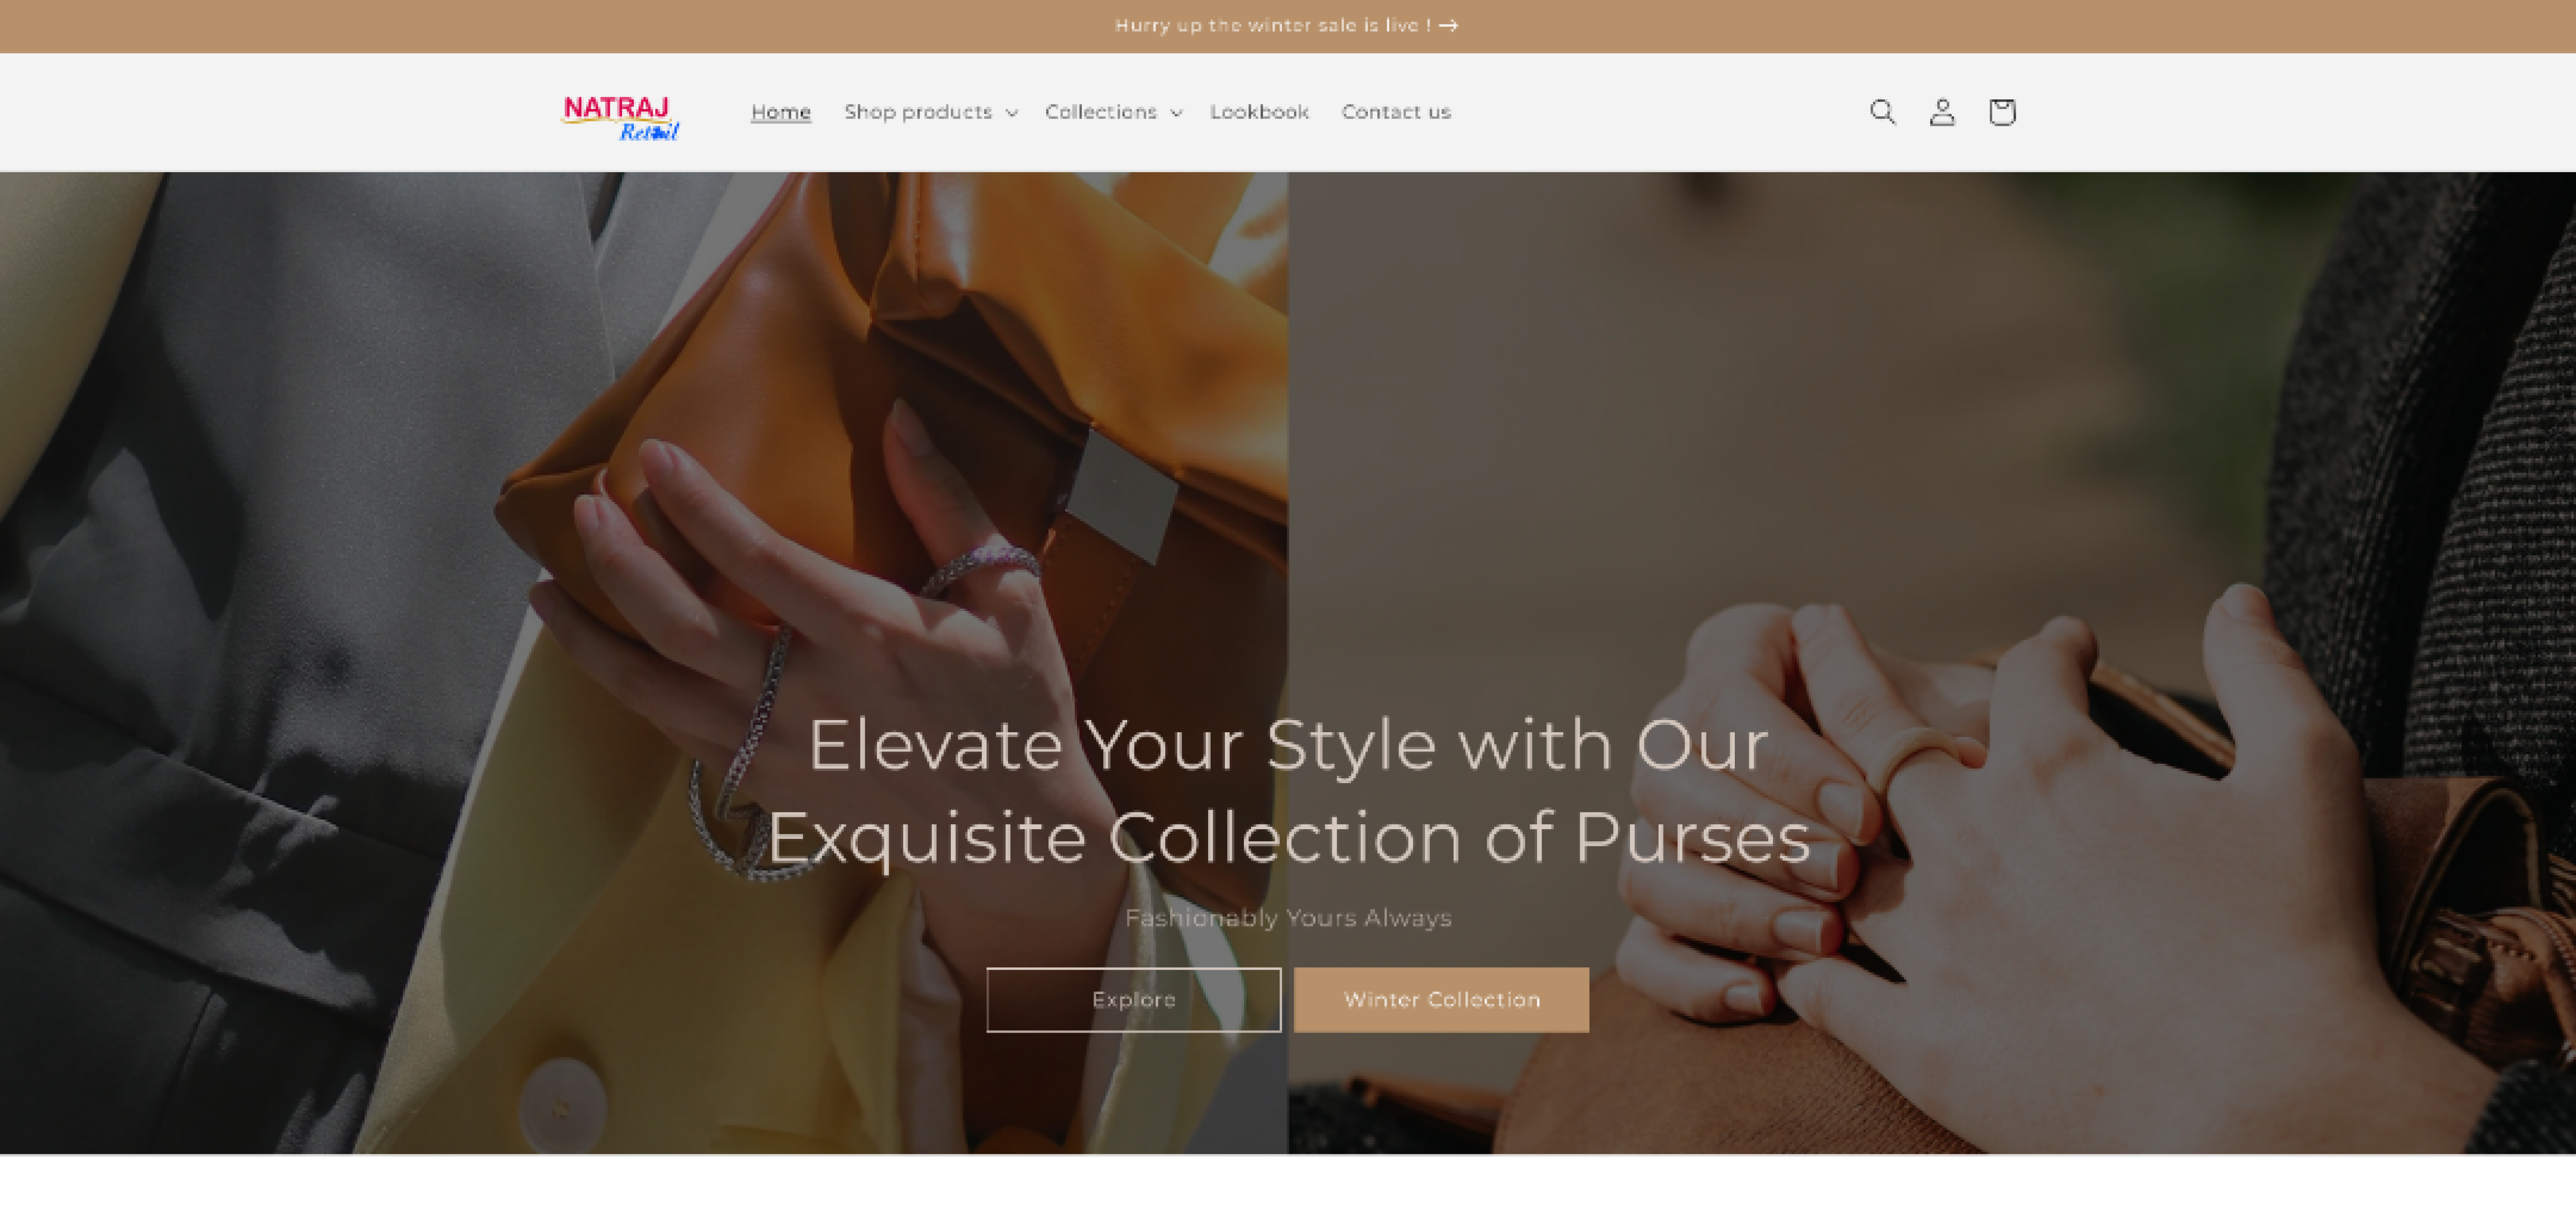 Hurry up the winter sale is live ! →
NATRAJ
Retail
Home Shop products Collections Lookbook Contact us
Elevate Your Style with Our
Exquisite Collection of Purses
Fashionably Yours Always
Explore Winter Collection